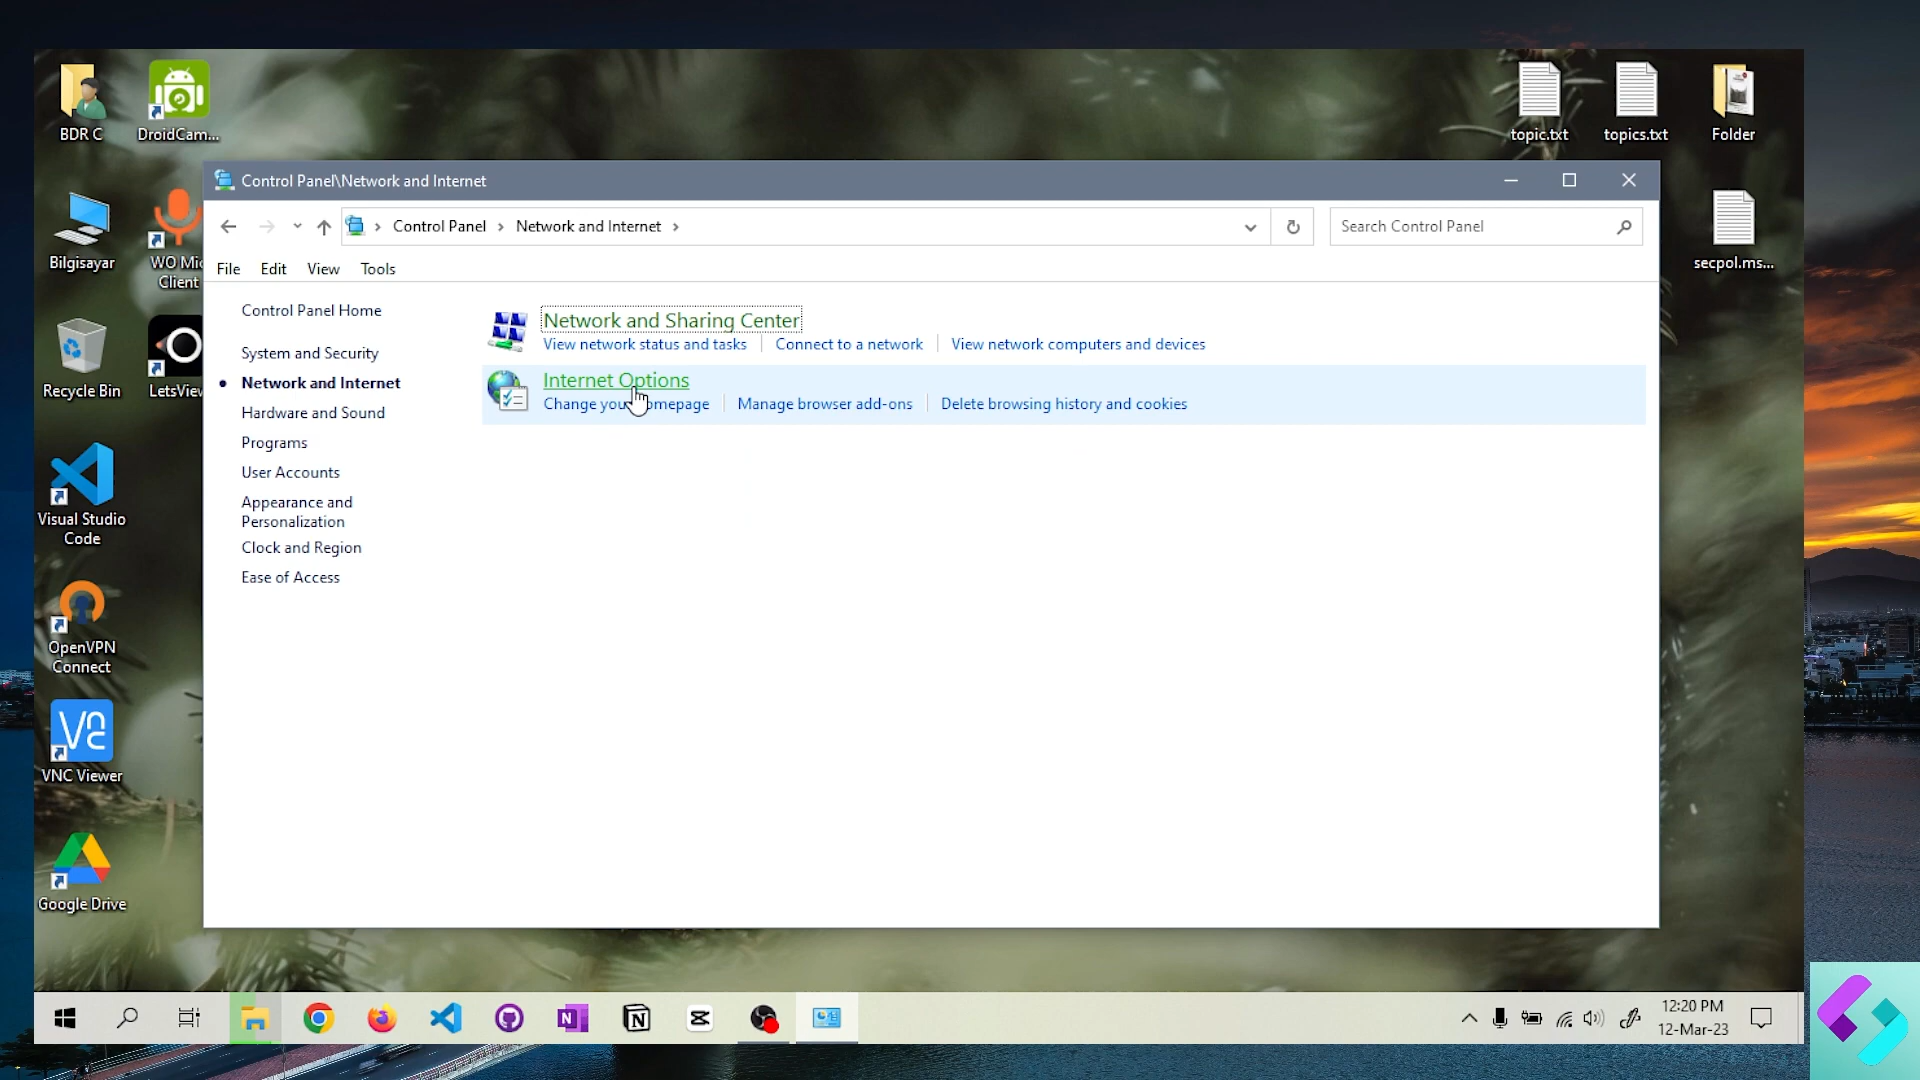 BDR C
DroidCam...
topic.txt
topics.txt
Folder
Control Panel\Network and Internet
Bilgisayar
WO Mic
Client
secpol.ms...
Control Panel
Network and Internet
Search Control Panel
File
Edit
View
Tools
Control Panel Home
System and Security
Network and Internet
Hardware and Sound
Programs
User Accounts
Appearance and
Personalization
Clock and Region
Ease of Access
Network and Sharing Center
View network status and tasks
Connect to a network
View network computers and devices
Internet Options
Change your homepage
Manage browser add-ons
Delete browsing history and cookies
Recycle Bin
LetsView
Visual Studio
Code
OpenVPN
Connect
VNC Viewer
Google Drive
12:20 PM
12-Mar-23